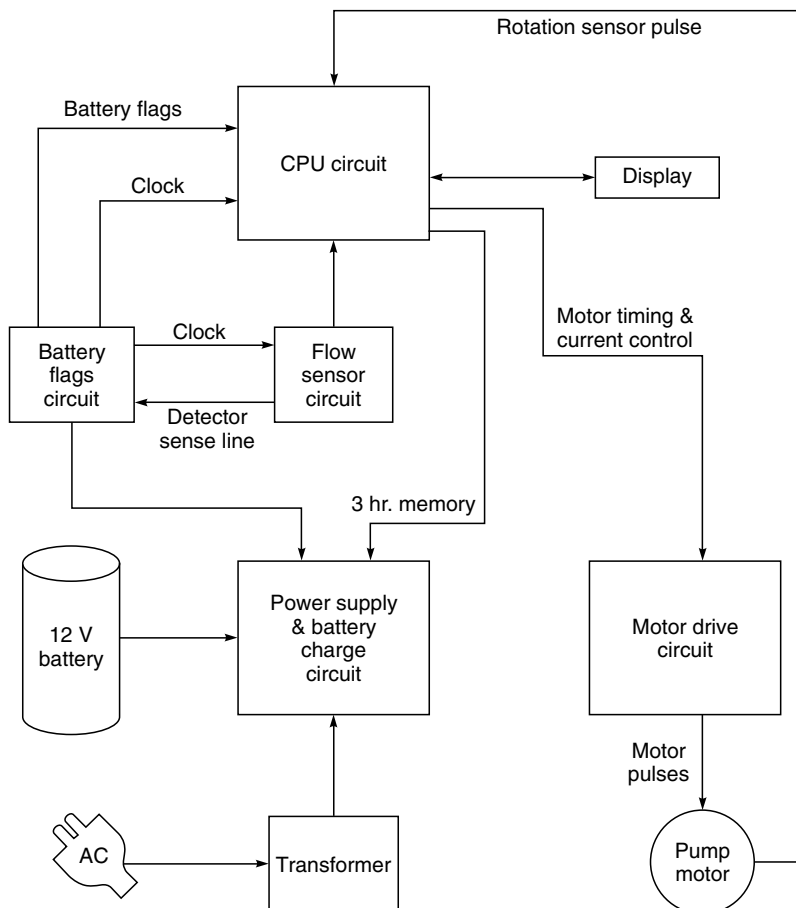 Rotation sensor pulse
Battery flags
CPU circuit
Display
Clock
Motor timing &
current control
Battery
flags
circuit
Clock
Flow
sensor
circuit
Detector
sense line
3 hr. memory
12 V
battery
Power supply
& battery
charge
circuit
Motor drive
circuit
Motor
pulses
AC
Transformer
Pump
motor